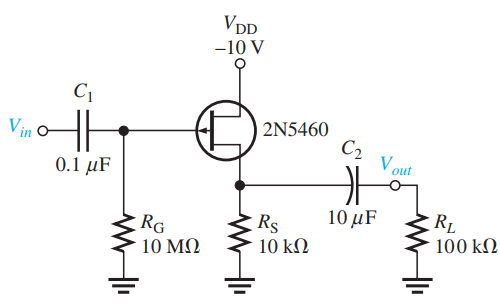 V_DD
−10 V
C_1
V_in
0.1 μF
2N5460
C_2
V_out
10 μF
R_G
10 MΩ
R_S
10 kΩ
R_L
100 kΩ